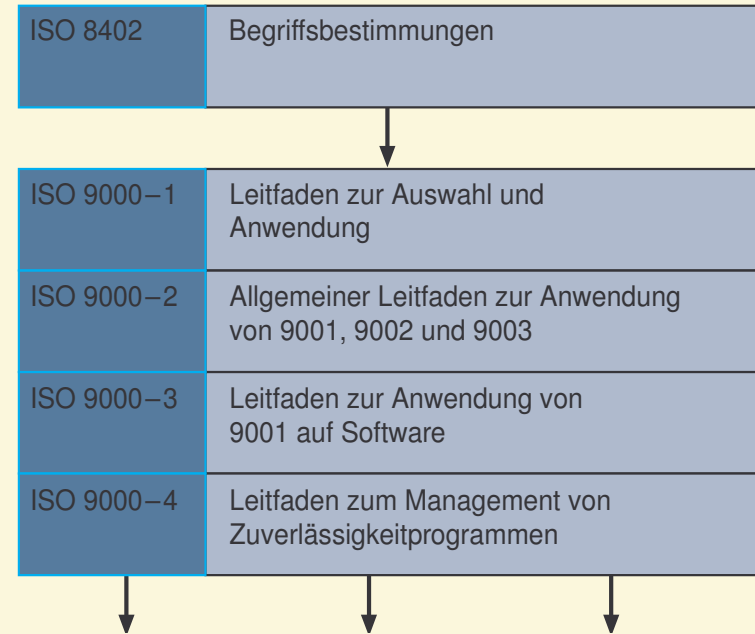 ISO 8402 Begriffsbestimmungen
ISO 9000–1 Leitfaden zur Auswahl und
Anwendung
ISO 9000–2 Allgemeiner Leitfaden zur Anwendung
von 9001, 9002 und 9003
ISO 9000–3 Leitfaden zur Anwendung von
9001 auf Software
ISO 9000–4 Leitfaden zum Management von
Zuverlässigkeitprogrammen